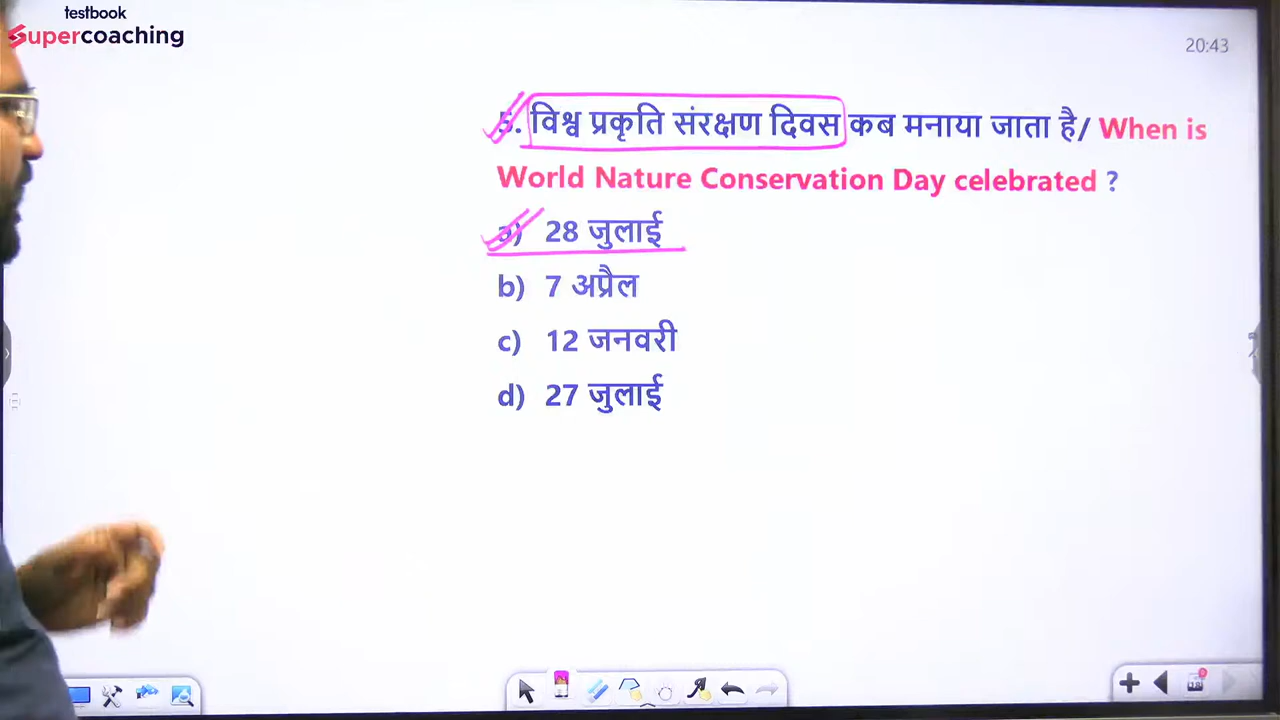 testbook
Supercoaching
20:43
5. विश्व प्रकृति संरक्षण दिवस कब मनाया जाता है/ When is
World Nature Conservation Day celebrated ?
a) 28 जुलाई
b) 7 अप्रैल
c) 12 जनवरी
d) 27 जुलाई